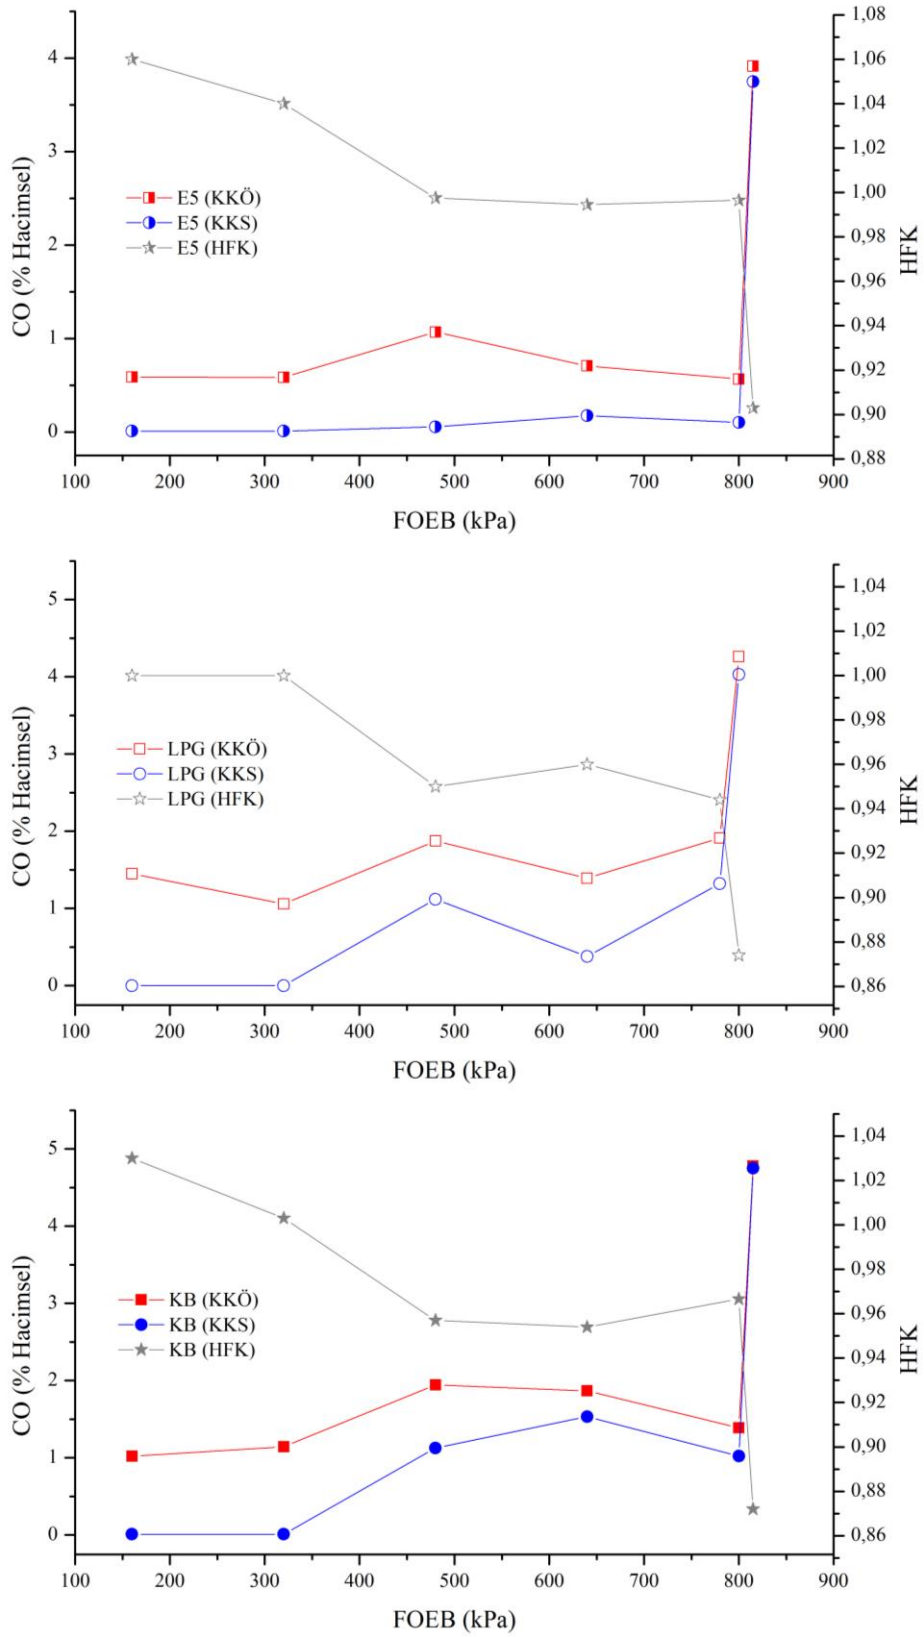 4
3
2
1
0
CO (% Hacimsel)
E5 (KKÖ)
E5 (KKS)
E5 (HFK)
1,08
1,06
1,04
1,02
1,00
0,98
0,96
0,94
0,92
0,90
0,88
HFK
100 200 300 400 500 600 700 800 900
FOEB (kPa)
5
4
3
2
1
0
CO (% Hacimsel)
LPG (KKÖ)
LPG (KKS)
LPG (HFK)
1,04
1,02
1,00
0,98
0,96
0,94
0,92
0,90
0,88
0,86
HFK
100 200 300 400 500 600 700 800 900
FOEB (kPa)
5
4
3
2
1
0
CO (% Hacimsel)
KB (KKÖ)
KB (KKS)
KB (HFK)
1,04
1,02
1,00
0,98
0,96
0,94
0,92
0,90
0,88
0,86
HFK
100 200 300 400 500 600 700 800 900
FOEB (kPa)